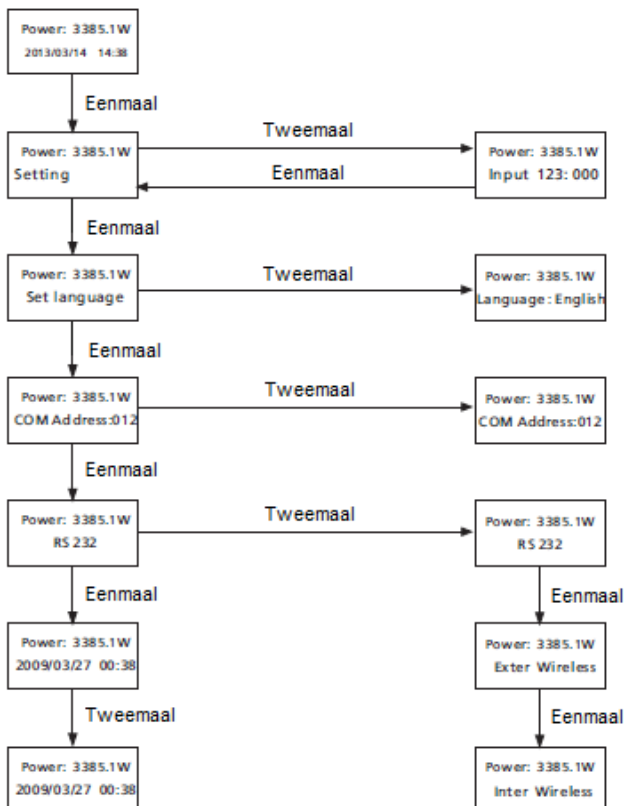 Power: 3385.1W
2013/03/14 14:38
Eenmaal
Power: 3385.1W
Setting
Tweemaal
Eenmaal
Power: 3385.1W
Input 123: 000
Eenmaal
Power: 3385.1W
Set language
Tweemaal
Power: 3385.1W
Language: English
Eenmaal
Power: 3385.1W
COM Address:012
Tweemaal
Power: 3385.1W
COM Address:012
Eenmaal
Power: 3385.1W
RS 232
Tweemaal
Power: 3385.1W
RS 232
Eenmaal
Eenmaal
Power: 3385.1W
2009/03/27 00:38
Power: 3385.1W
Exter Wireless
Tweemaal
Eenmaal
Power: 3385.1W
2009/03/27 00:38
Power: 3385.1W
Inter Wireless